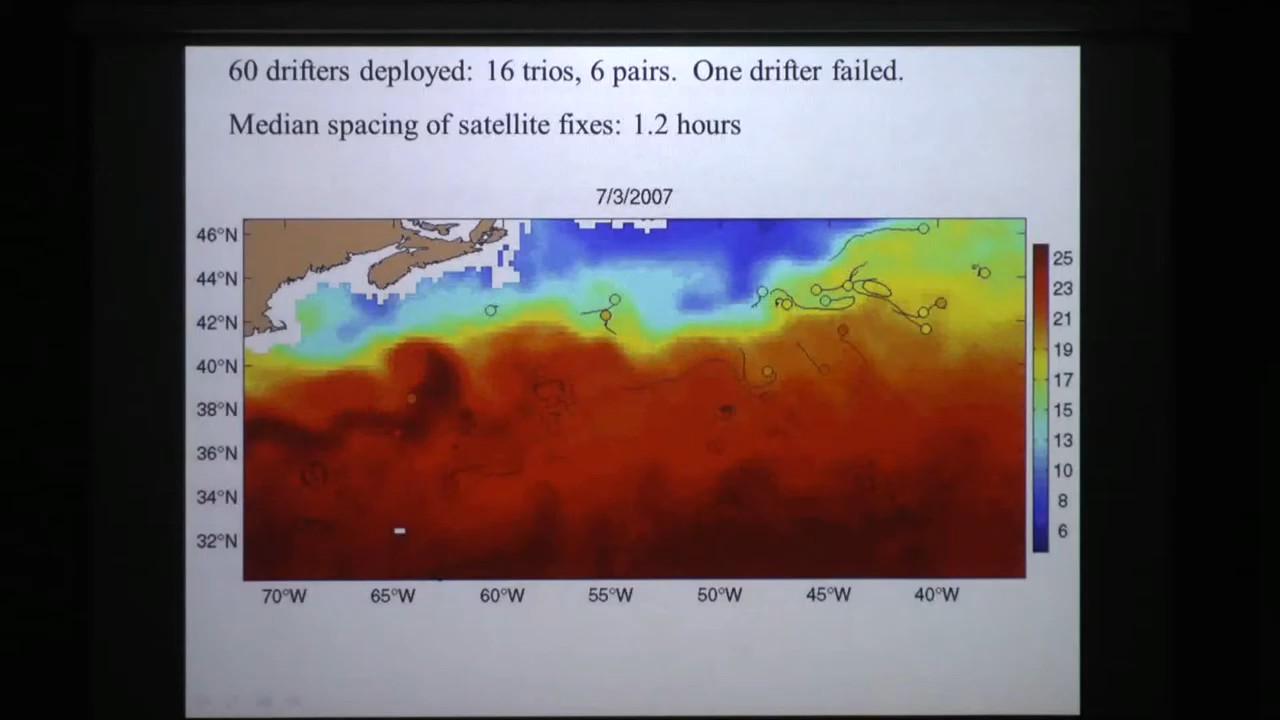 60 drifters deployed: 16 trios, 6 pairs. One drifter failed.
Median spacing of satellite fixes: 1.2 hours
7/3/2007
46°N
44°N
42°N
40°N
38°N
36°N
34°N
32°N
70°W 65°W 60°W 55°W 50°W 45°W 40°W
25
23
21
19
17
15
13
10
8
6